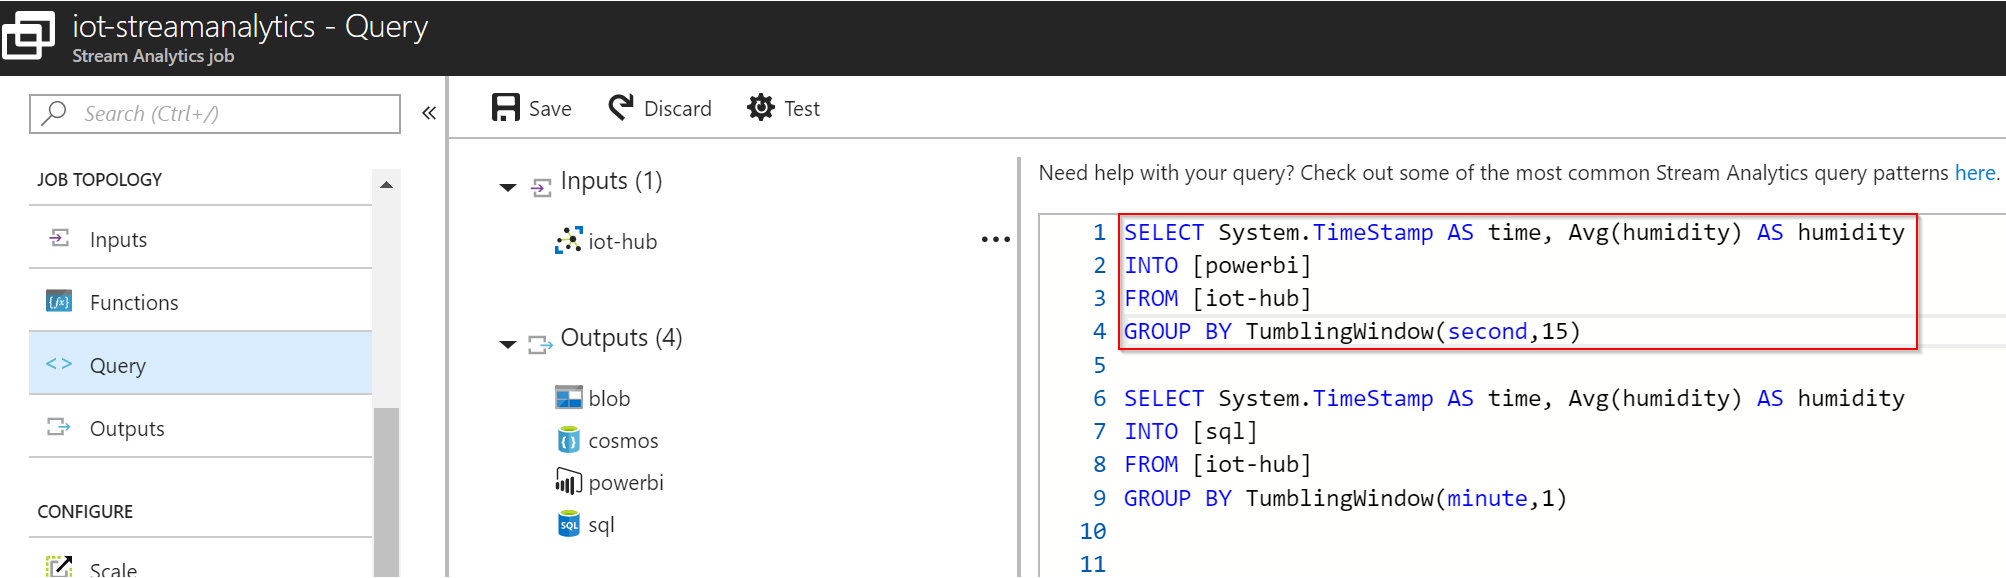 iot-streamanalytics - Query
Stream Analytics job
Search (Ctrl+/)
«
JOB TOPOLOGY
Inputs
Functions
Query
Outputs
CONFIGURE
Scale
Save Discard Test
Inputs (1)
iot-hub
Outputs (4)
blob
cosmos
powerbi
SQL sql
Need help with your query? Check out some of the most common Stream Analytics query patterns here.
1 SELECT System.TimeStamp AS time, Avg(humidity) AS humidity
2 INTO [powerbi]
3 FROM [iot-hub]
4 GROUP BY TumblingWindow(second,15)
5
6 SELECT System.TimeStamp AS time, Avg(humidity) AS humidity
7 INTO [sql]
8 FROM [iot-hub]
9 GROUP BY TumblingWindow(minute,1)
10
11